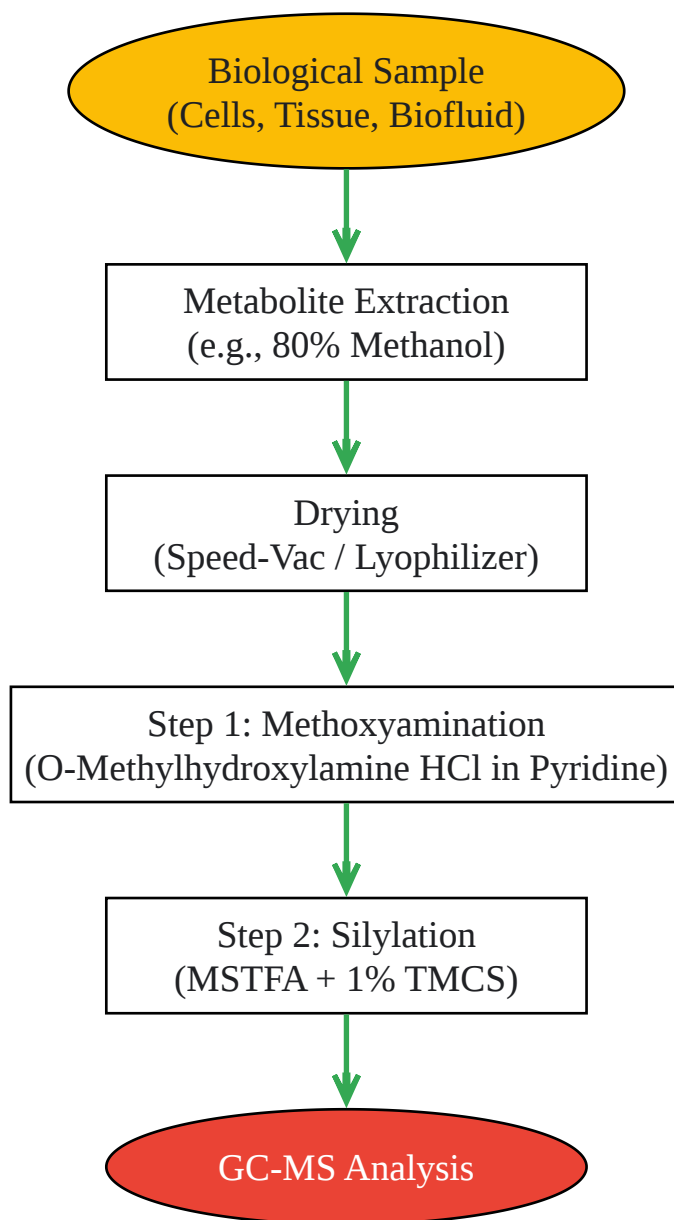 Biological Sample
(Cells, Tissue, Biofluid)
Metabolite Extraction
(e.g., 80% Methanol)
Drying
(Speed-Vac / Lyophilizer)
Step 1: Methoxyamination
(O-Methylhydroxylamine HCl in Pyridine)
Step 2: Silylation
(MSTFA + 1% TMCS)
GC-MS Analysis